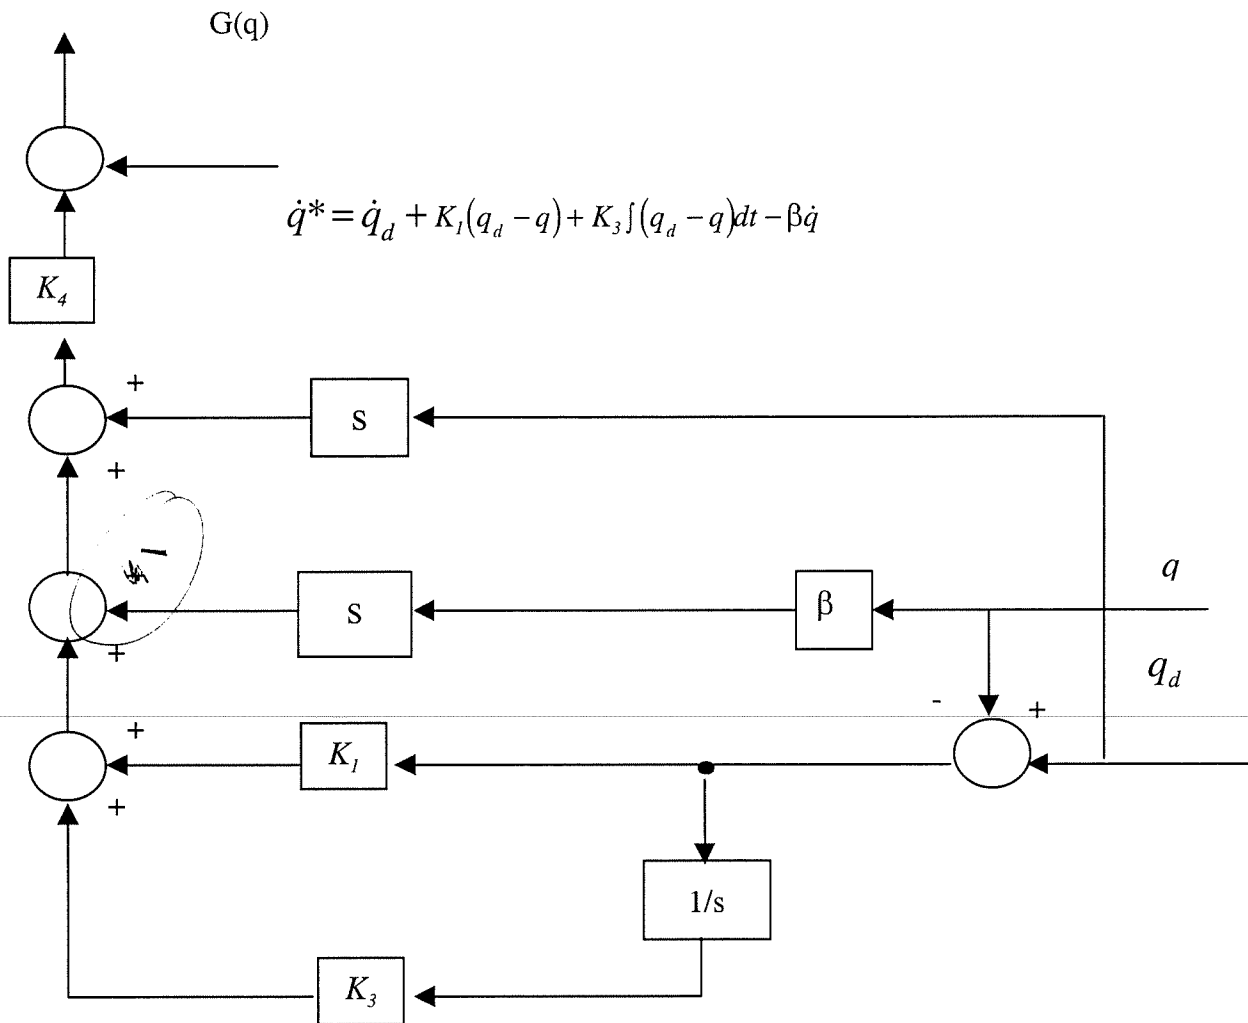 G(q)
q̇* = q̇_d + K_1(q_d − q) + K_3∫(q_d − q)dt − βq̇
K_4
+
S
+
q
S
β
+
q_d
- +
+
K_1
+
1/s
K_3